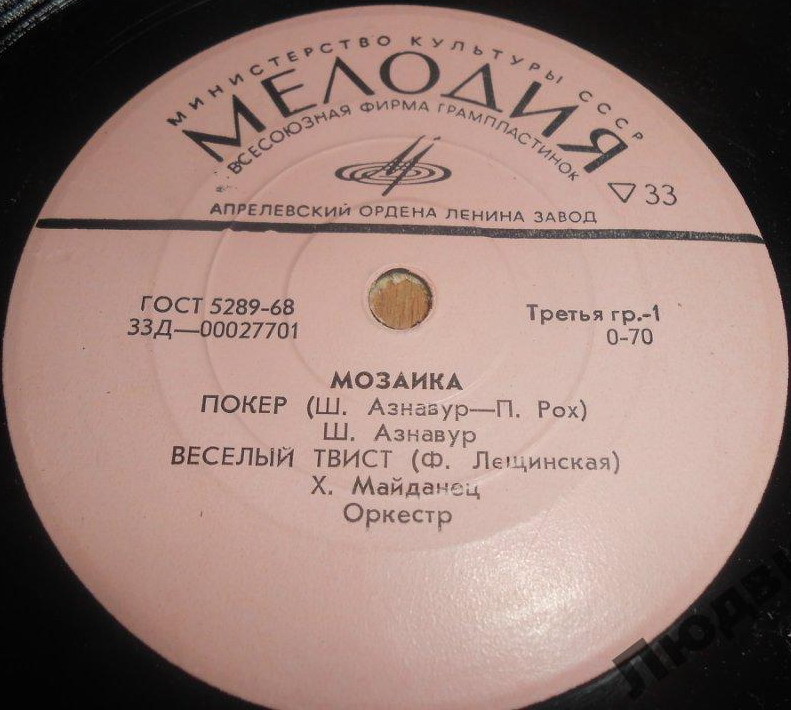 МИНИСТЕРСТВО КУЛЬТУРЫ СССР
МЕЛОДИЯ
ВСЕСОЮЗНАЯ ФИРМА ГРАМПЛАСТИНОК
▽33
АПРЕЛЕВСКИЙ ОРДЕНА ЛЕНИНА ЗАВОД
ГОСТ 5289-68
33Д—00027701
Третья гр.-1
0-70
МОЗАИКА
ПОКЕР (Ш. Азнавур—П. Рох)
Ш. Азнавур
ВЕСЕЛЫЙ ТВИСТ (Ф. Лещинская)
Х. Майданец
Оркестр